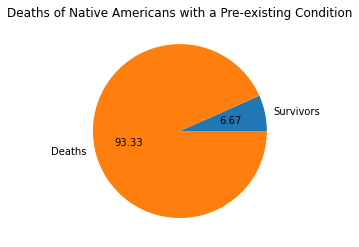 Deaths of Native Americans with a Pre-existing Condition
Survivors
6.67
93.33
Deaths